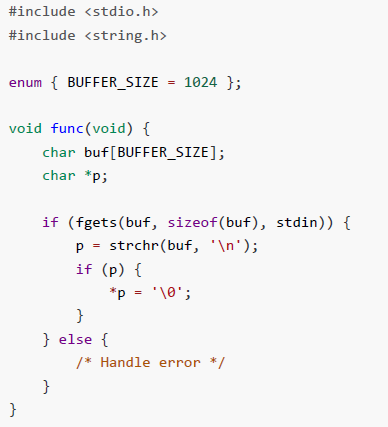 #include <stdio.h>
#include <string.h>

enum { BUFFER_SIZE = 1024 };

void func(void) {
    char buf[BUFFER_SIZE];
    char *p;

    if (fgets(buf, sizeof(buf), stdin)) {
        p = strchr(buf, '\n');
        if (p) {
            *p = '\0';
        }
    } else {
        /* Handle error */
    }
}